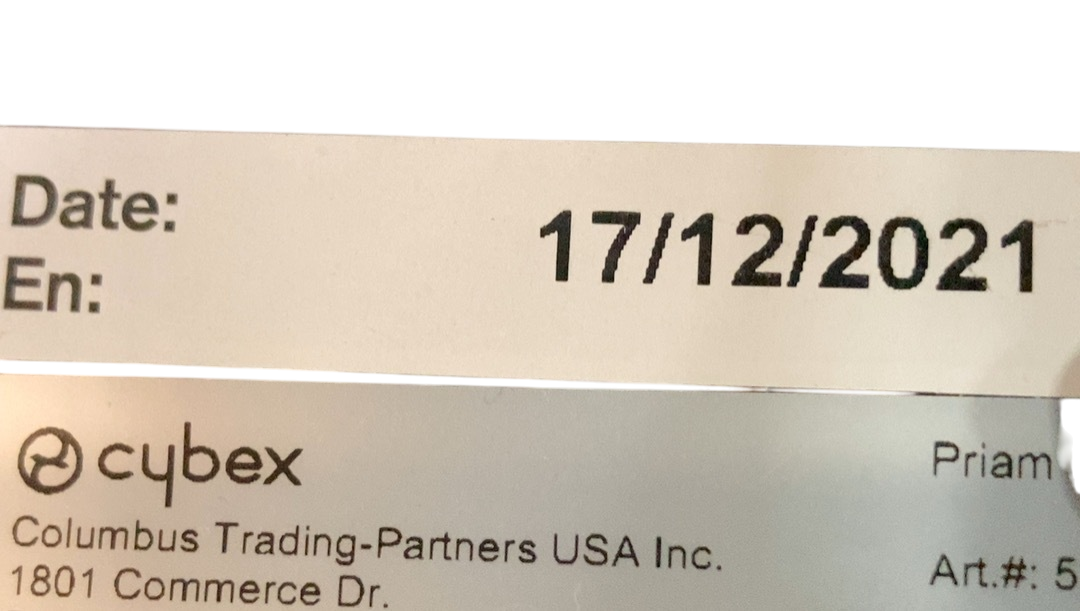 Date: 17/12/2021
En:
cybex Priam
Columbus Trading-Partners USA Inc.
1801 Commerce Dr. Art.#: 5